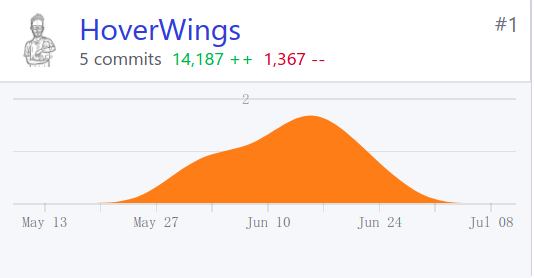 HoverWings
#1
5 commits 14,187 ++ 1,367 --
2
May 13 May 27 Jun 10 Jun 24 Jul 08